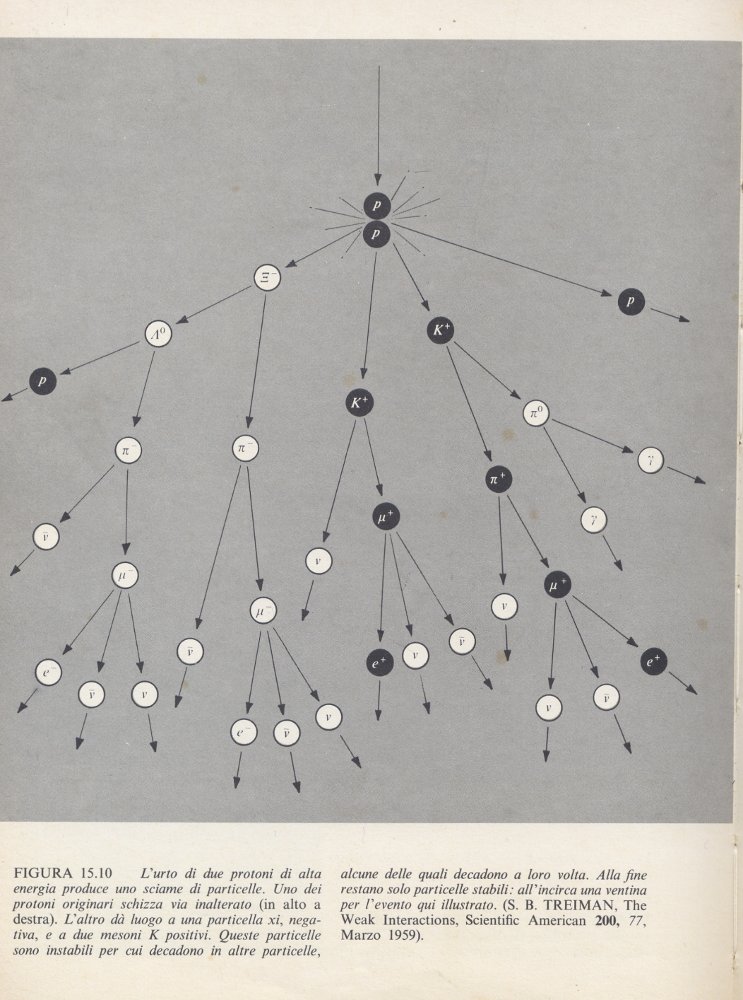 p
p
Ξ⁻
p
Λ⁰
K⁺
p
K⁺
π⁰
π⁻
π⁻
γ
π⁺
μ⁺
γ
ν̄
ν
μ⁻
μ⁺
ν
μ⁻
ν̄
ν̄
ν
e⁺
e⁺
e⁻
ν̄
ν
ν̄
ν
ν
e⁻
ν̄
FIGURA 15.10 L'urto di due protoni di alta
energia produce uno sciame di particelle. Uno dei
protoni originari schizza via inalterato (in alto a
destra). L'altro dà luogo a una particella xi, nega-
tiva, e a due mesoni K positivi. Queste particelle
sono instabili per cui decadono in altre particelle,
alcune delle quali decadono a loro volta. Alla fine
restano solo particelle stabili: all'incirca una ventina
per l'evento qui illustrato. (S. B. TREIMAN, The
Weak Interactions, Scientific American 200, 77,
Marzo 1959).